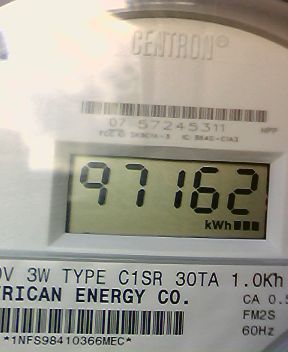 CENTRON®
07 57245311
97162
kWh
0V 3W TYPE C1SR 30TA 1.0Kh
ERICAN ENERGY CO.
CA 0.5
FM2S
60Hz
*1NFS98410366MEC*